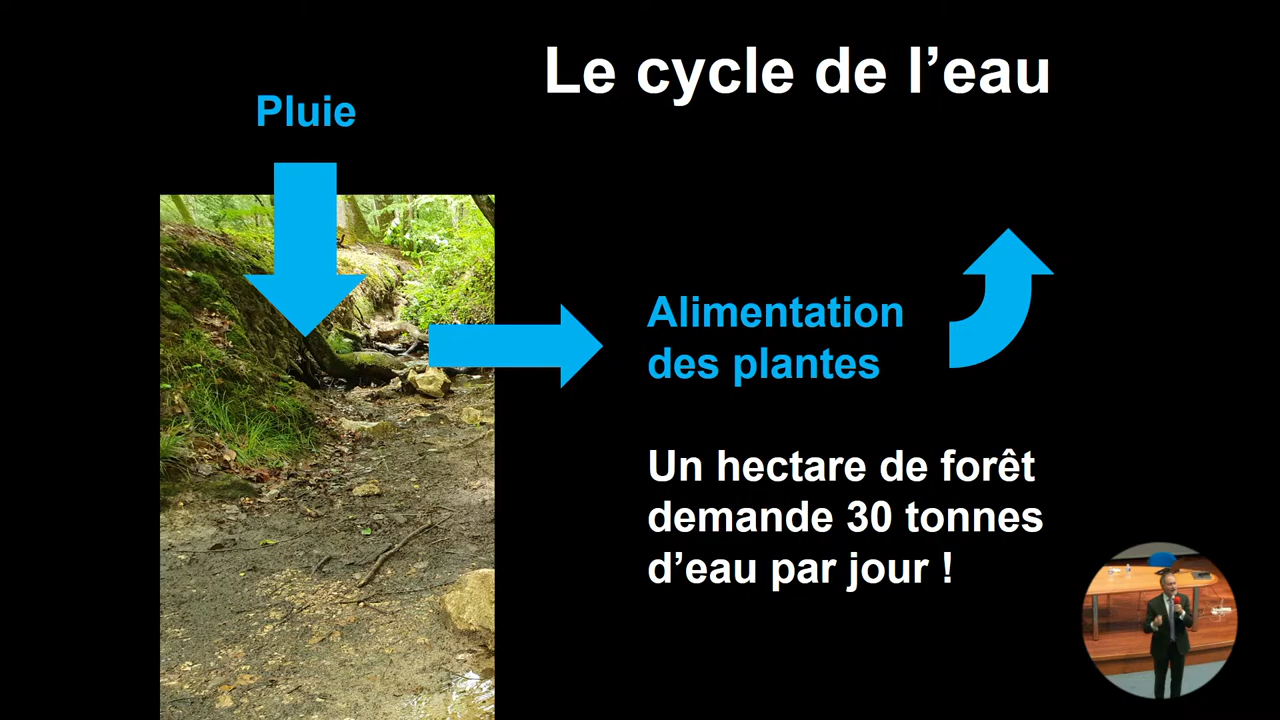 Le cycle de l’eau
Pluie
Alimentation
des plantes
Un hectare de forêt
demande 30 tonnes
d’eau par jour !